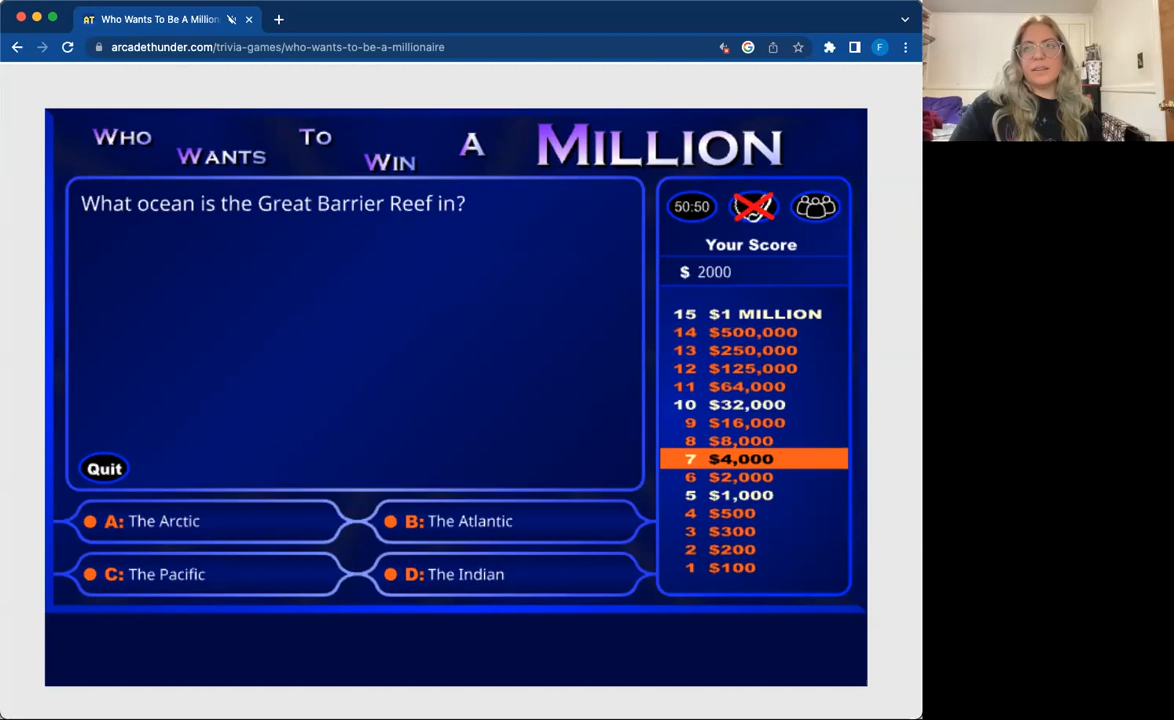 AT Who Wants To Be A Million
arcadethunder.com/trivia-games/who-wants-to-be-a-millionaire
F
WHO WANTS TO WIN A MILLION
What ocean is the Great Barrier Reef in?
Quit
A: The Arctic
B: The Atlantic
C: The Pacific
D: The Indian
50:50
Your Score
$ 2000
15 $1 MILLION
14 $500,000
13 $250,000
12 $125,000
11 $64,000
10 $32,000
9 $16,000
8 $8,000
7 $4,000
6 $2,000
5 $1,000
4 $500
3 $300
2 $200
1 $100